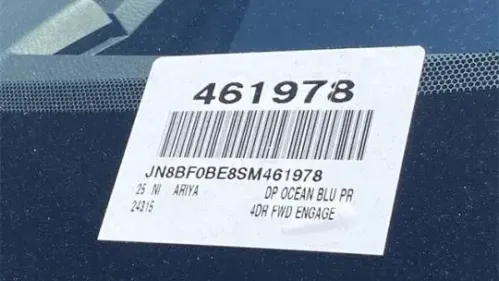 461978
JN8BF0BE8SM461978
25 NI ARIYA DP OCEAN BLU PR
24315 4DR FWD ENGAGE